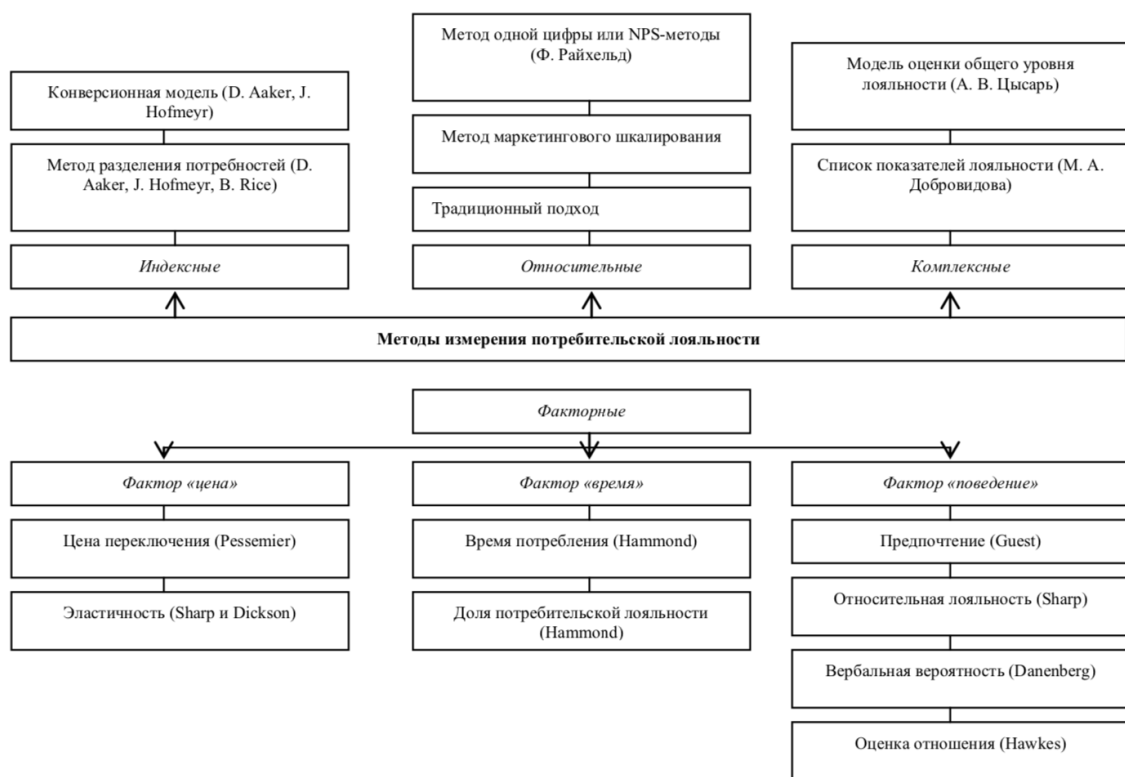 Конверсионная модель (D. Aaker, J.
Hofmeyr)
Метод разделения потребностей (D.
Aaker, J. Hofmeyr, B. Rice)
Индексные
Метод одной цифры или NPS-методы
(Ф. Райхельд)
Метод маркетингового шкалирования
Традиционный подход
Относительные
Модель оценки общего уровня
лояльности (А. В. Цысарь)
Список показателей лояльности (М. А.
Добровидова)
Комплексные
Методы измерения потребительской лояльности
Факторные
Фактор «цена»
Цена переключения (Pessemier)
Эластичность (Sharp и Dickson)
Фактор «время»
Время потребления (Hammond)
Доля потребительской лояльности
(Hammond)
Фактор «поведение»
Предпочтение (Guest)
Относительная лояльность (Sharp)
Вербальная вероятность (Danenberg)
Оценка отношения (Hawkes)